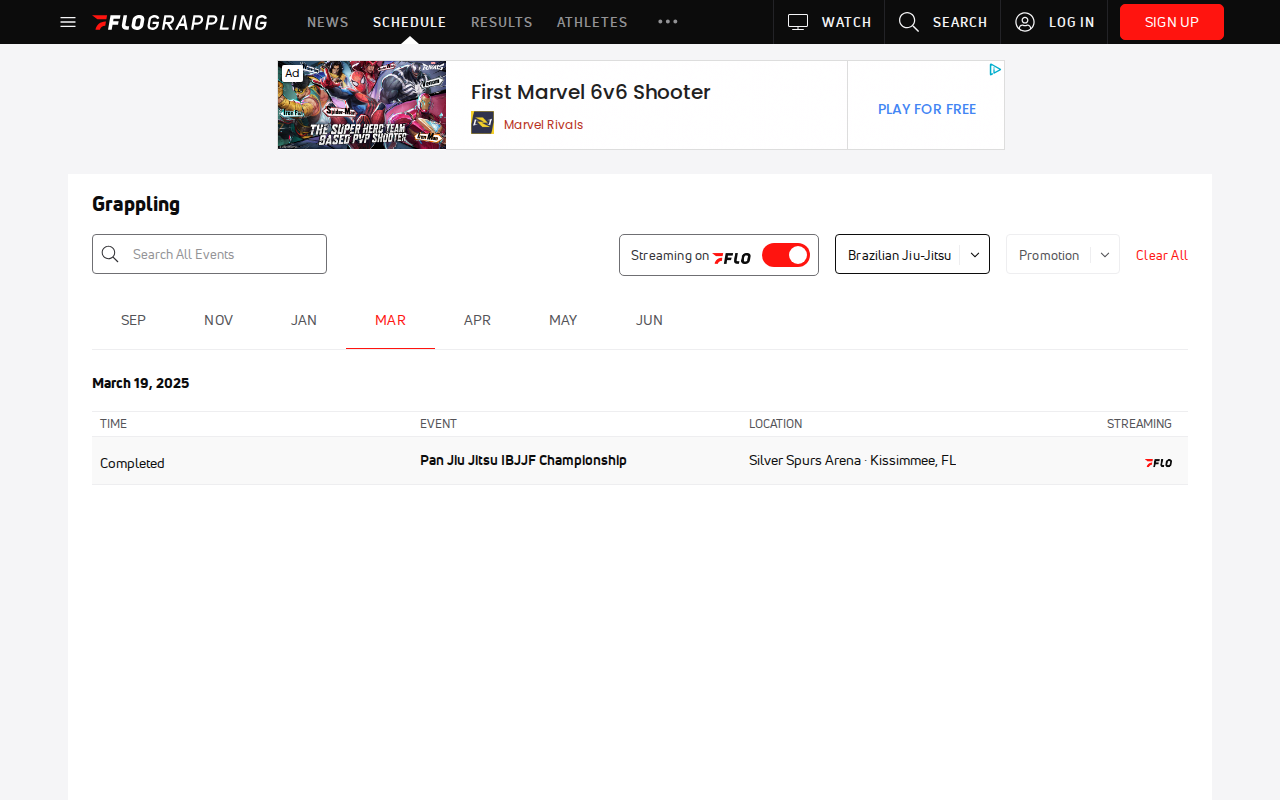 FLOGRAPPLING NEWS SCHEDULE RESULTS ATHLETES WATCH SEARCH LOG IN SIGN UP
Ad
THE SUPER HERO TEAM
BASED PVP SHOOTER
First Marvel 6v6 Shooter
Marvel Rivals
PLAY FOR FREE
Grappling
Search All Events
Streaming on FLO
Brazilian Jiu-Jitsu
Promotion
Clear All
SEP NOV JAN MAR APR MAY JUN
March 19, 2025
TIME EVENT LOCATION STREAMING
Completed Pan Jiu Jitsu IBJJF Championship Silver Spurs Arena · Kissimmee, FL FLO